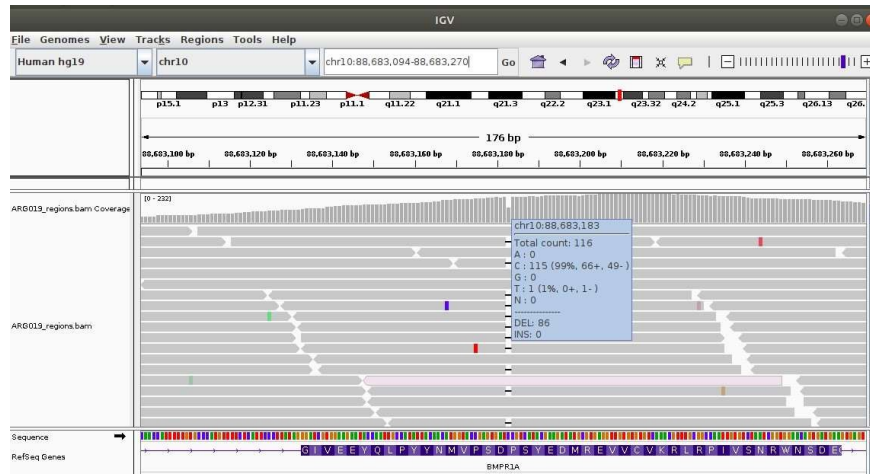 IGV
File Genomes View Tracks Regions Tools Help
Human hg19 chr10 chr10:88,683,094-88,683,270 Go
p15.1 p13 p12.31 p11.23 p11.1 q11.22 q21.1 q21.3 q22.2 q23.1 q23.32 q24.2 q25.1 q25.3 q26.13 q26.
176 bp
88,683,100 bp 88,683,120 bp 88,683,140 bp 88,683,160 bp 88,683,180 bp 88,683,200 bp 88,683,220 bp 88,683,240 bp 88,683,260 bp
[0 - 232]
ARG019_regions.bam Coverage
chr10:88,683,183
Total count: 116
A : 0
C : 115 (99%, 66+, 49- )
G : 0
T : 1 (1%, 0+, 1- )
N : 0
---------------
DEL: 86
INS: 0
ARG019_regions.bam
Sequence
RefSeq Genes
G I V E E Y Q L P Y Y N M V P S D P S Y E D M R E V V C V K R L R P I V S N R W N S D E
BMPR1A